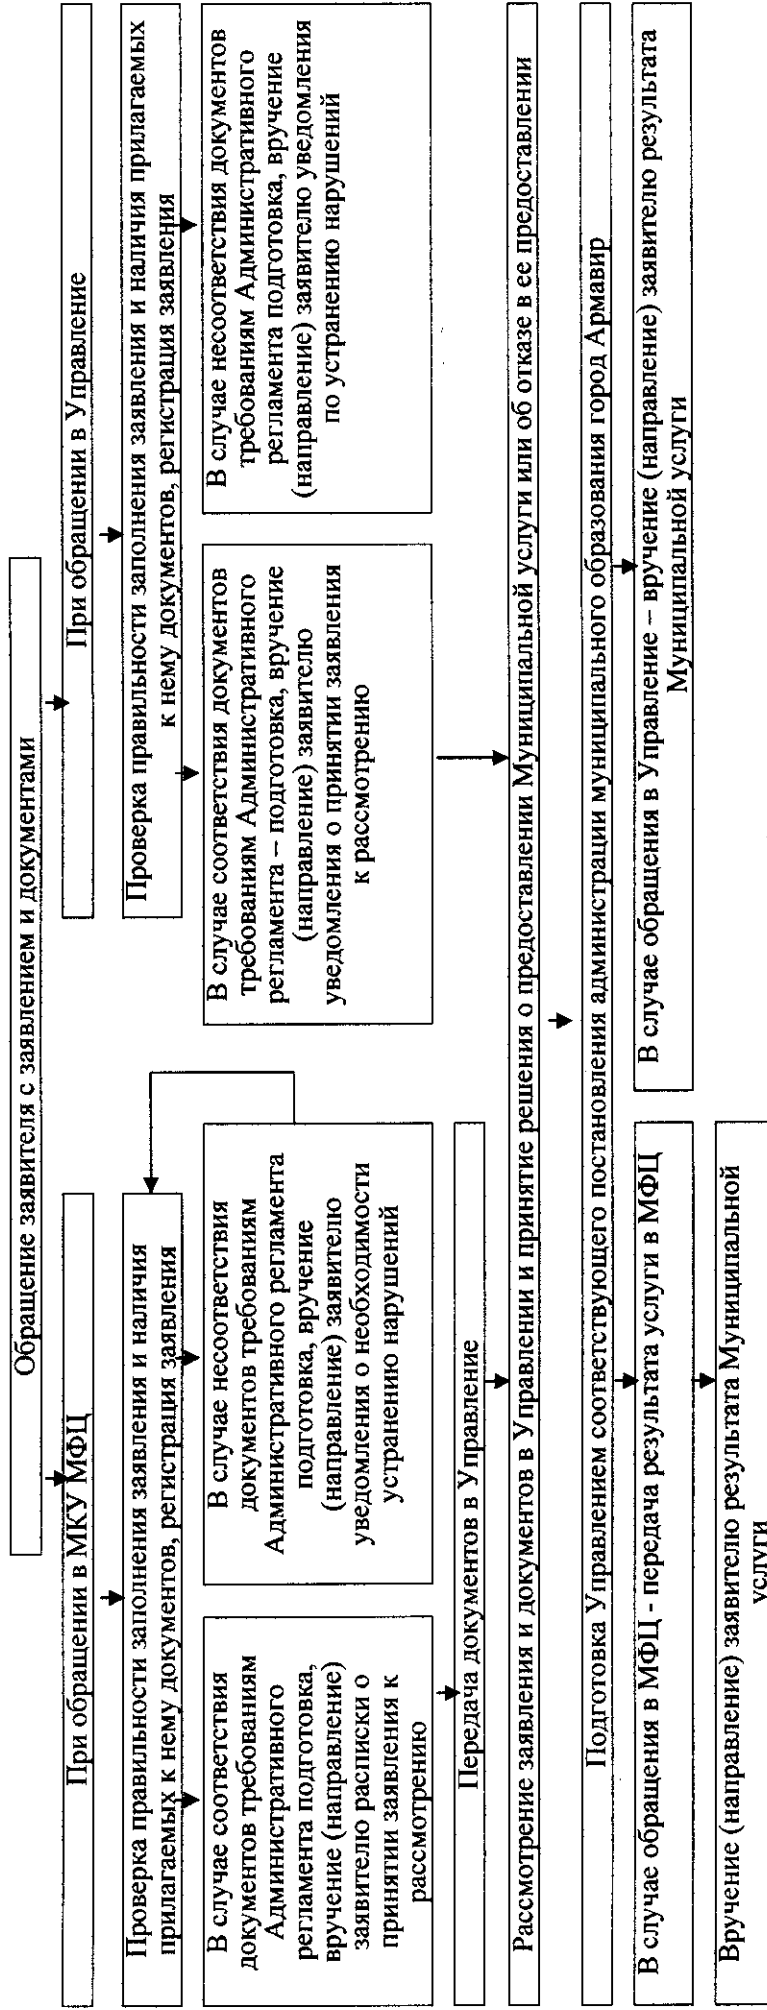 Обращение заявителя с заявлением и документами
При обращении в МКУ МФЦ
При обращении в Управление
Проверка правильности заполнения заявления и наличия
прилагаемых к нему документов, регистрация заявления
Проверка правильности заполнения заявления и наличия прилагаемых
к нему документов, регистрация заявления
В случае соответствия
документов требованиям
Административного
регламента подготовка,
вручение (направление)
заявителю расписки о
принятии заявления к
рассмотрению
В случае несоответствия
документов требованиям
Административного регламента
подготовка, вручение
(направление) заявителю
уведомления о необходимости
устранению нарушений
В случае соответствия документов
требованиям Административного
регламента – подготовка, вручение
(направление) заявителю
уведомления о принятии заявления
к рассмотрению
В случае несоответствия документов
требованиям Административного
регламента подготовка, вручение
(направление) заявителю уведомления
по устранению нарушений
Передача документов в Управление
Рассмотрение заявления и документов в Управлении и принятие решения о предоставлении Муниципальной услуги или об отказе в ее предоставлении
Подготовка Управлением соответствующего постановления администрации муниципального образования город Армавир
В случае обращения в МФЦ - передача результата услуги в МФЦ
В случае обращения в Управление – вручение (направление) заявителю результата
Муниципальной услуги
Вручение (направление) заявителю результата Муниципальной
услуги